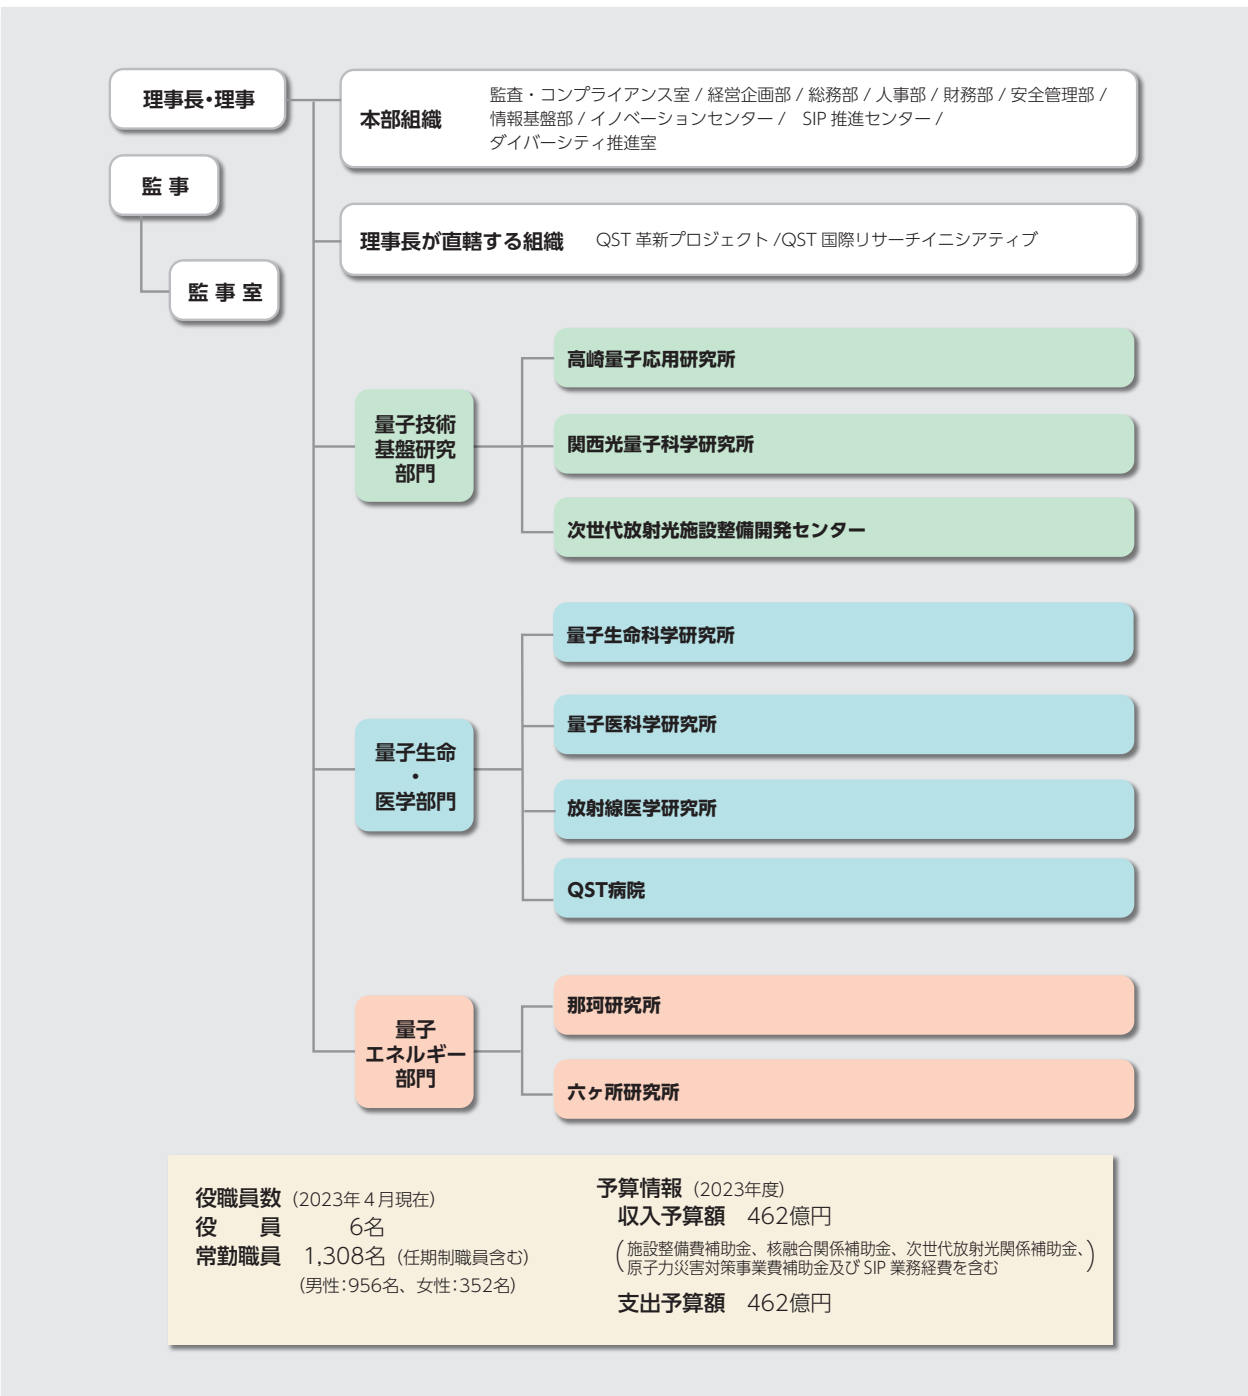 理事長・理事
監 事
監 事 室
本部組織
監査・コンプライアンス室 / 経営企画部 / 総務部 / 人事部 / 財務部 / 安全管理部 /
情報基盤部 / イノベーションセンター / SIP 推進センター /
ダイバーシティ推進室
理事長が直轄する組織 QST 革新プロジェクト /QST 国際リサーチイニシアティブ
量子技術
基盤研究
部門
高崎量子応用研究所
関西光量子科学研究所
次世代放射光施設整備開発センター
量子生命
・
医学部門
量子生命科学研究所
量子医科学研究所
放射線医学研究所
QST病院
量子
エネルギー
部門
那珂研究所
六ヶ所研究所
役職員数（2023年４月現在）
役 員 6名
常勤職員 1,308名（任期制職員含む）
（男性：956名、女性：352名）
予算情報（2023年度）
収入予算額 462億円
（施設整備費補助金、核融合関係補助金、次世代放射光関係補助金、
原子力災害対策事業費補助金及び SIP 業務経費を含む）
支出予算額 462億円